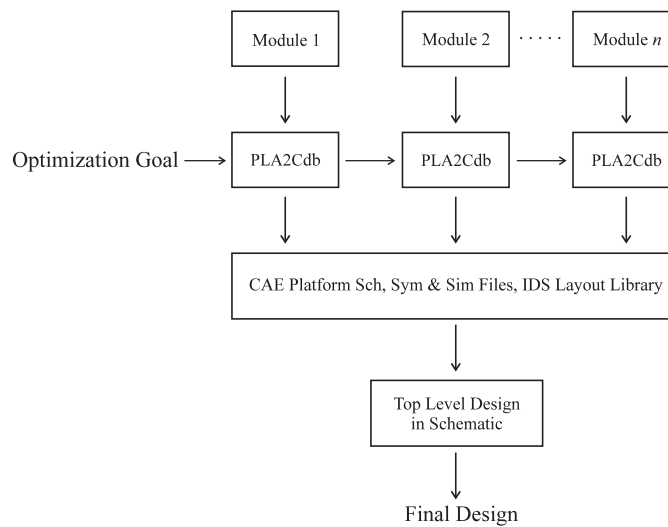 Module 1
Module 2
. . . . .
Module n
Optimization Goal
PLA2Cdb
PLA2Cdb
PLA2Cdb
CAE Platform Sch, Sym & Sim Files, IDS Layout Library
Top Level Design
in Schematic
Final Design